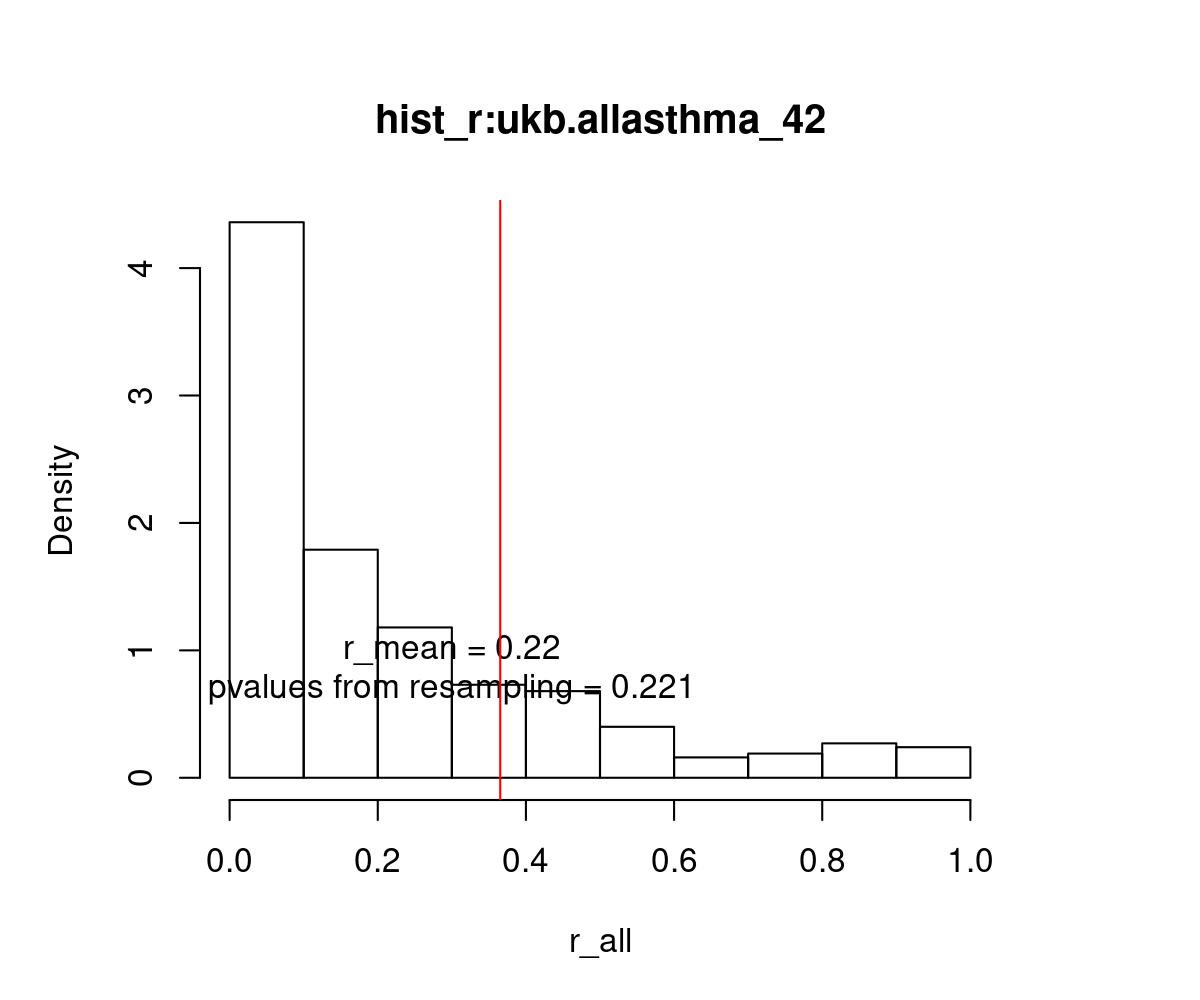 hist_r:ukb.allasthma_42
4
3
2
1
0
Density
r_mean = 0.22
pvalues from resampling = 0.221
0.0 0.2 0.4 0.6 0.8 1.0
r_all